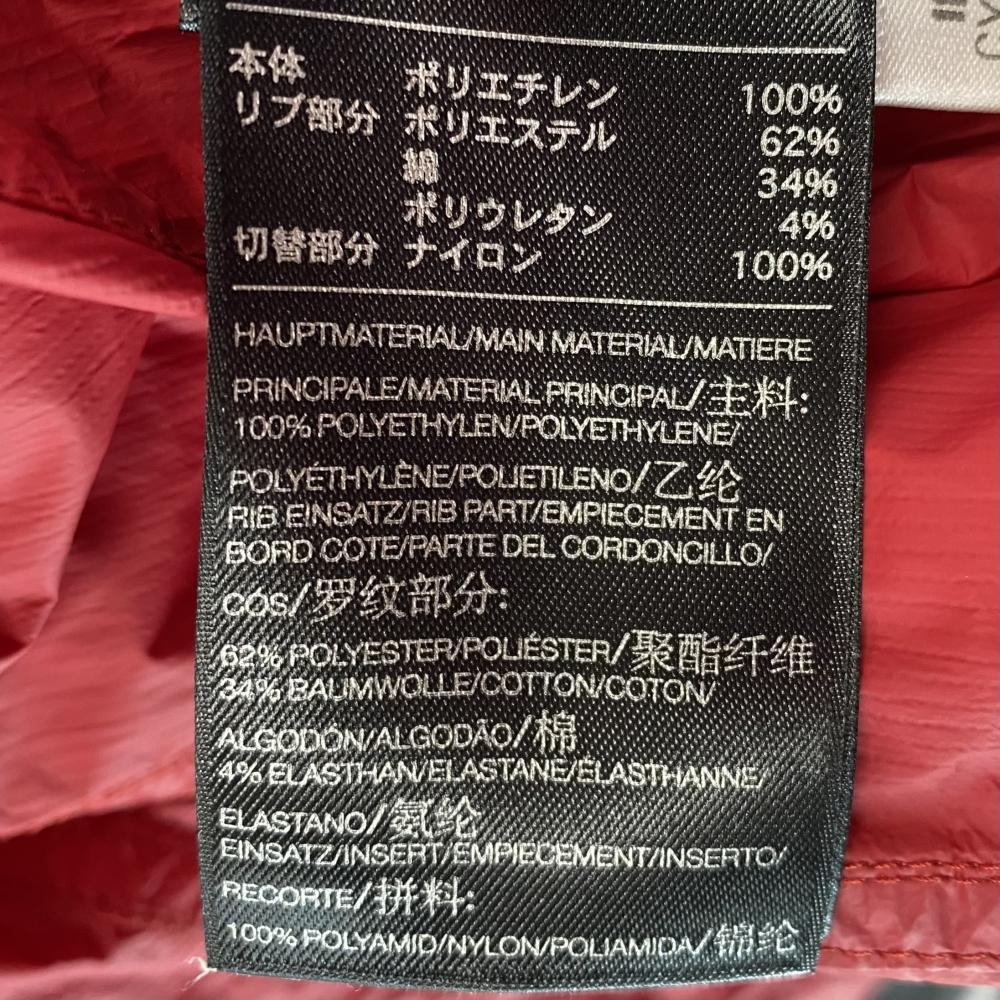 本体 ポリエチレン 100%
リブ部分 ポリエステル 62%
綿 34%
ポリウレタン 4%
切替部分 ナイロン 100%
HAUPTMATERIAL/MAIN MATERIAL/MATIERE
PRINCIPALE/MATERIAL PRINCIPAL/主料:
100% POLYETHYLEN/POLYETHYLENE/
POLYÉTHYLÈNE/POLIETILENO/乙纶
RIB EINSATZ/RIB PART/EMPIECEMENT EN
BORD COTE/PARTE DEL CORDONCILLO/
CÓS/罗纹部分:
62% POLYESTER/POLIÉSTER/聚酯纤维
34% BAUMWOLLE/COTTON/COTON/
ALGODÓN/ALGODÃO/棉
4% ELASTHAN/ELASTANE/ÉLASTHANNE/
ELASTANO/氨纶
EINSATZ/INSERT/EMPIECEMENT/INSERTO/
RECORTE/拼料:
100% POLYAMID/NYLON/POLIAMIDA/锦纶